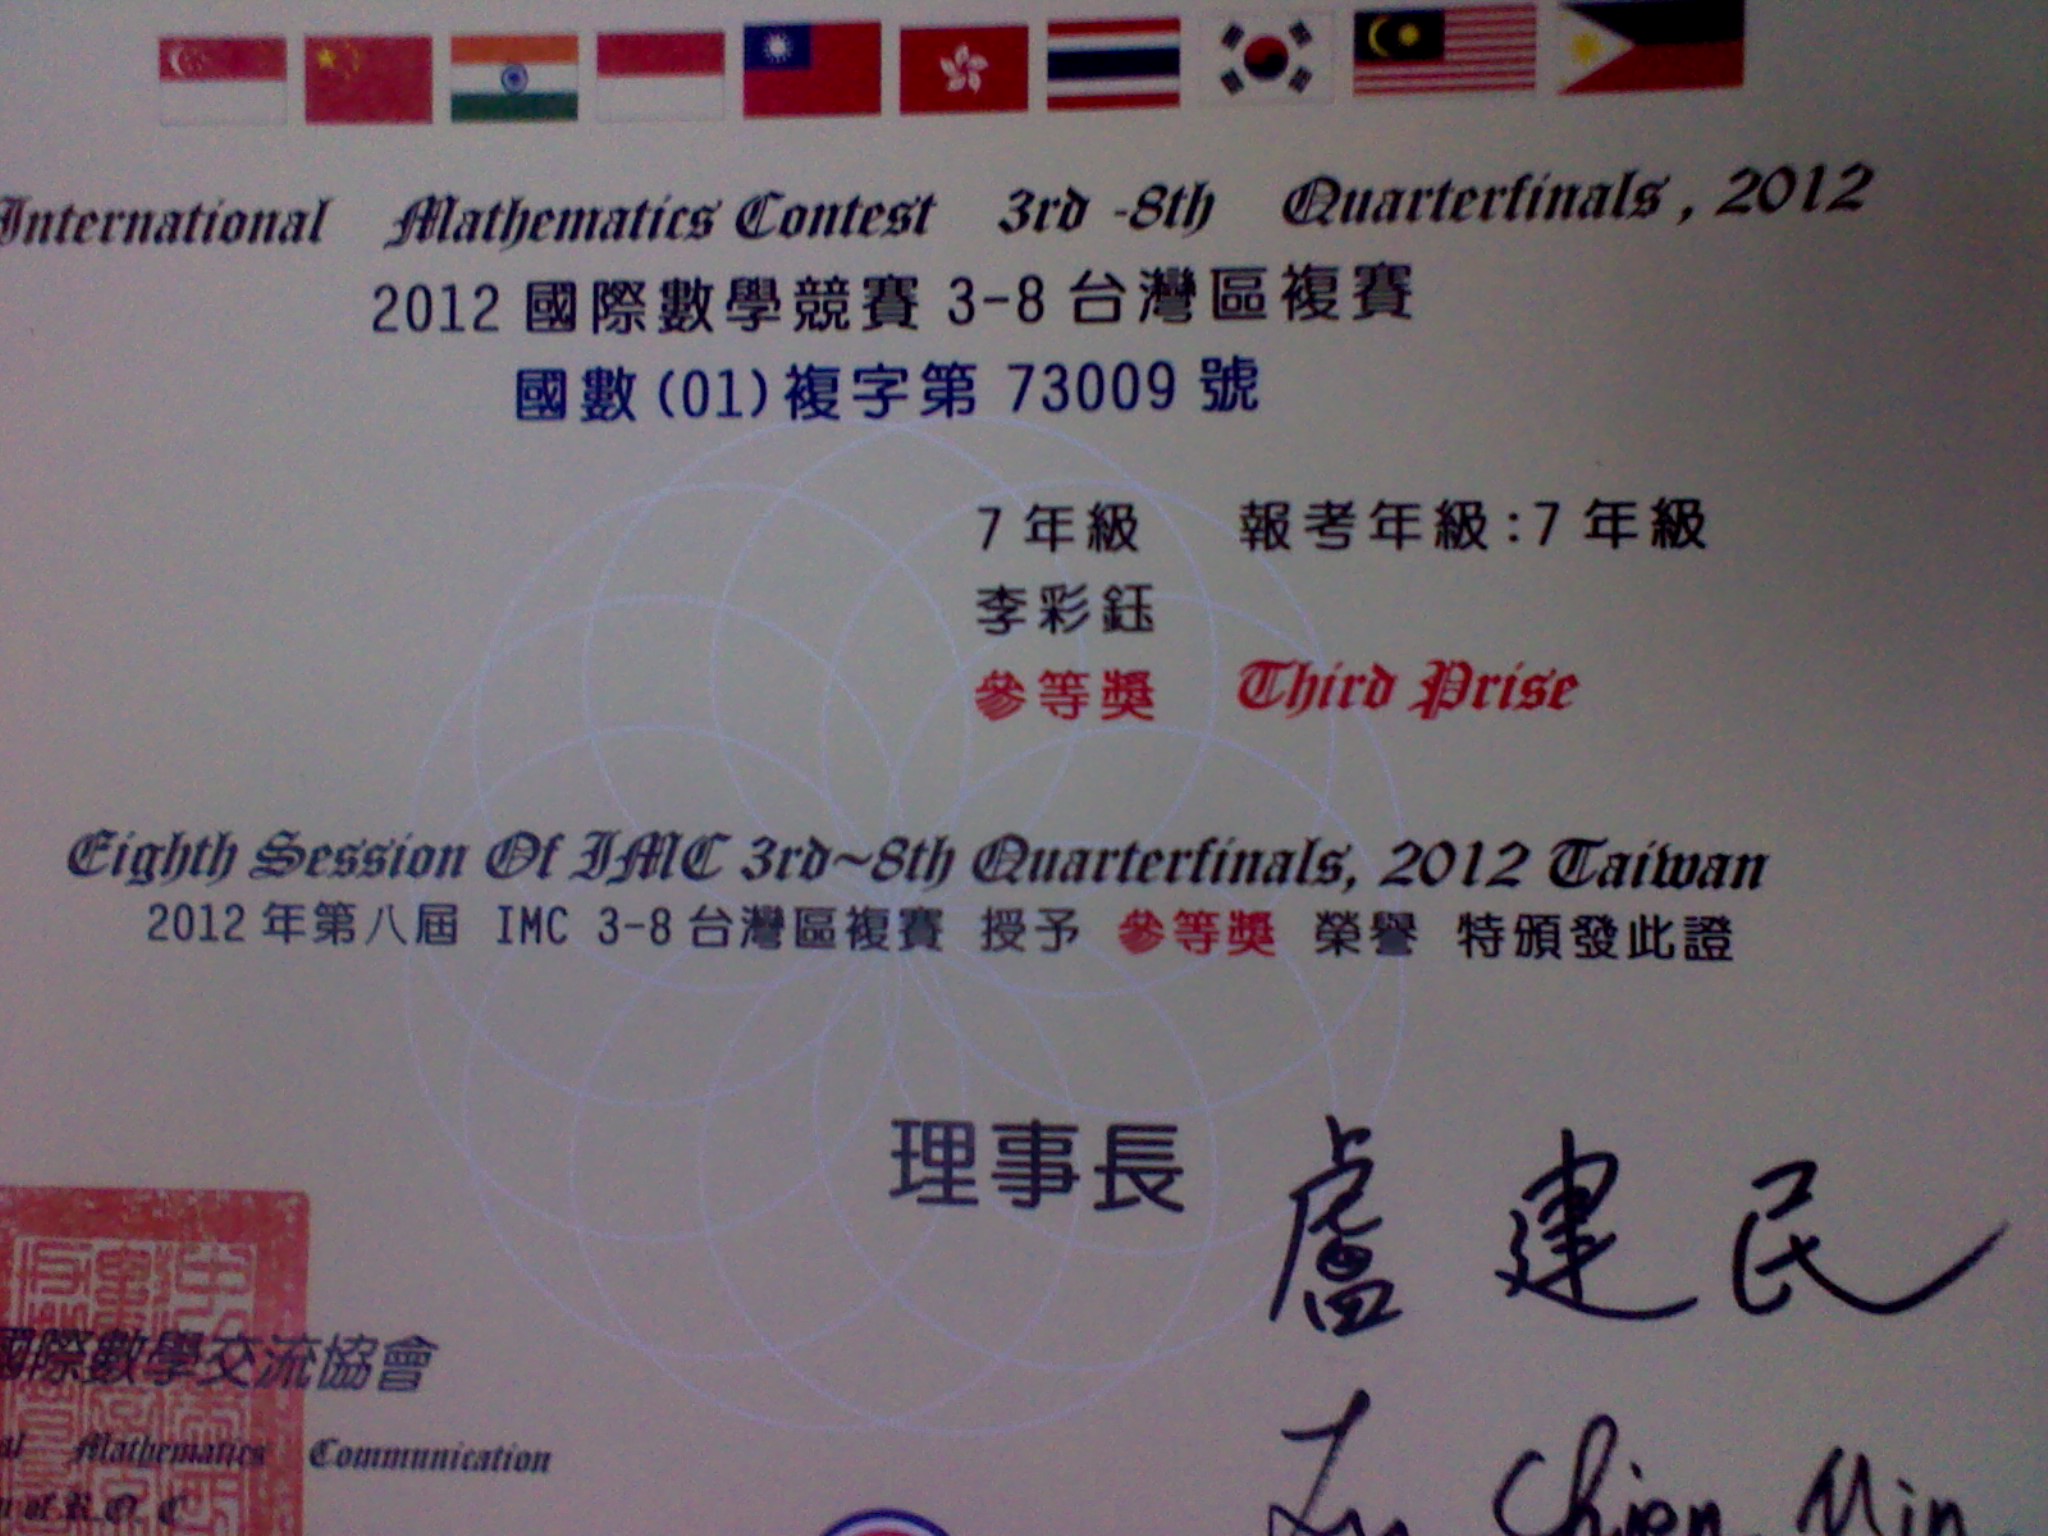 International Mathematics Contest 3rd -8th Quarterfinals , 2012
2012 國際數學競賽 3-8 台灣區複賽
國數(01)複字第 73009 號
7 年級 報考年級:7 年級
李彩鈺
參等獎 Third Prise
Eighth Session Of IMC 3rd~8th Quarterfinals, 2012 Taiwan
2012 年第八屆 IMC 3-8 台灣區複賽 授予 參等獎 榮譽 特頒發此證
理事長 盧建民
國際數學交流協會
Mathematics Communication
of R.O.C
Lu Chien Min